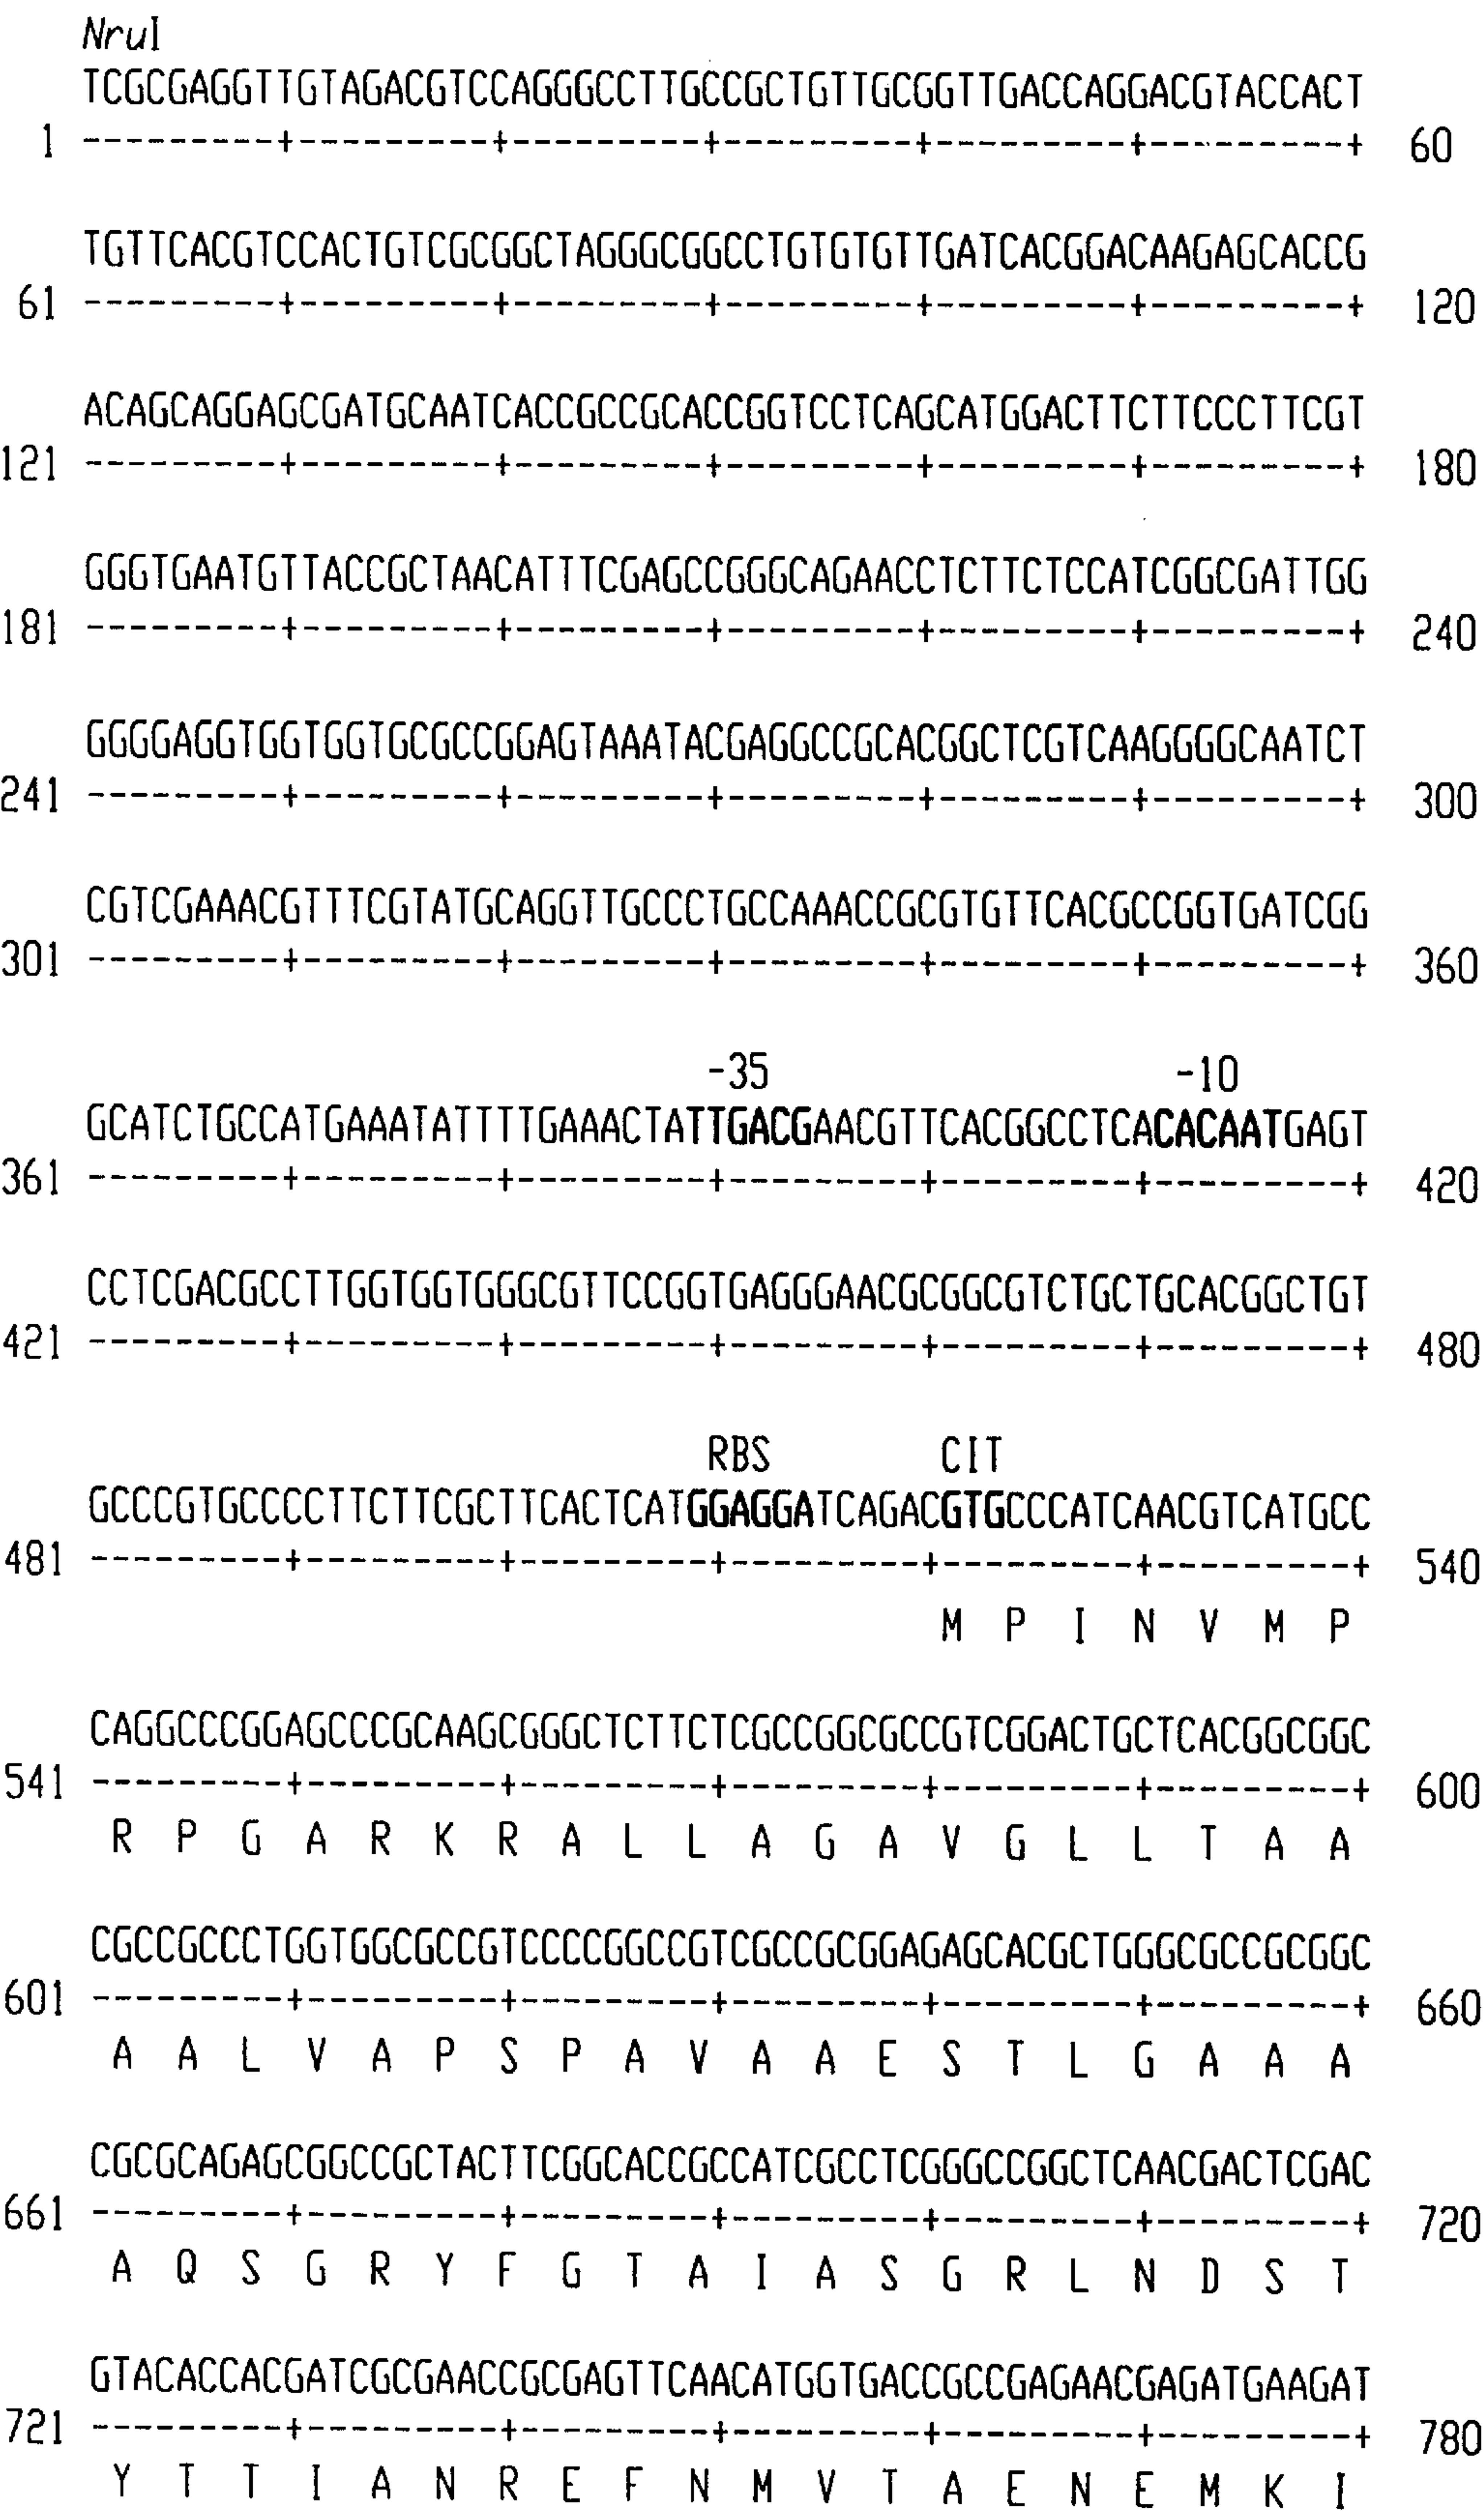 NruI
TCGCGAGGTTGTAGACGTCCAGGGCCTTGCCGCTGTTGCGGTTGACCAGGACGTACCACT
1 ---------+---------+---------+---------+---------+---------+ 60
TGTTCACGTCCACTGTCGCGGCTAGGGCGGCCTGTGTGTTGATCACGGACAAGAGCACCG
61 ---------+---------+---------+---------+---------+---------+ 120
ACAGCAGGAGCGATGCAATCACCGCCGCACCGGTCCTCAGCATGGACTTCTTCCCTTCGT
121 ---------+---------+---------+---------+---------+---------+ 180
GGGTGAATGTTACCGCTAACATTTCGAGCCGGGCAGAACCTCTTCTCCATCGGCGATTGG
181 ---------+---------+---------+---------+---------+---------+ 240
GGGGAGGTGGTGGTGCGCCGGAGTAAATACGAGGCCGCACGGCTCGTCAAGGGGCAATCT
241 ---------+---------+---------+---------+---------+---------+ 300
CGTCGAAACGTTTCGTATGCAGGTTGCCCTGCCAAACCGCGTGTTCACGCCGGTGATCGG
301 ---------+---------+---------+---------+---------+---------+ 360
-35 -10
GCATCTGCCATGAAATATTTTGAAACTATTGACGAACGTTCACGGCCTCACACAATGAGT
361 ---------+---------+---------+---------+---------+---------+ 420
CCTCGACGCCTTGGTGGTGGGCGTTCCGGTGAGGGAACGCGGCGTCTGCTGCACGGCTGT
421 ---------+---------+---------+---------+---------+---------+ 480
RBS CIT
GCCCGTGCCCCTTCTTCGCTTCACTCATGGAGGATCAGACGTGCCCATCAACGTCATGCC
481 ---------+---------+---------+---------+---------+---------+ 540
M P I N V M P
CAGGCCCGGAGCCCGCAAGCGGGCTCTTCTCGCCGGCGCCGTCGGACTGCTCACGGCGGC
541 ---------+---------+---------+---------+---------+---------+ 600
R P G A R K R A L L A G A V G L L T A A
CGCCGCCCTGGTGGCGCCGTCCCCGGCCGTCGCCGCGGAGAGCACGCTGGGCGCCGCGGC
601 ---------+---------+---------+---------+---------+---------+ 660
A A L V A P S P A V A A E S T L G A A A
CGCGCAGAGCGGCCGCTACTTCGGCACCGCCATCGCCTCGGGCCGGCTCAACGACTCGAC
661 ---------+---------+---------+---------+---------+---------+ 720
A Q S G R Y F G T A I A S G R L N D S T
GTACACCACGATCGCGAACCGCGAGTTCAACATGGTGACCGCCGAGAACGAGATGAAGAT
721 ---------+---------+---------+---------+---------+---------+ 780
Y T T I A N R E F N M V T A E N E M K I